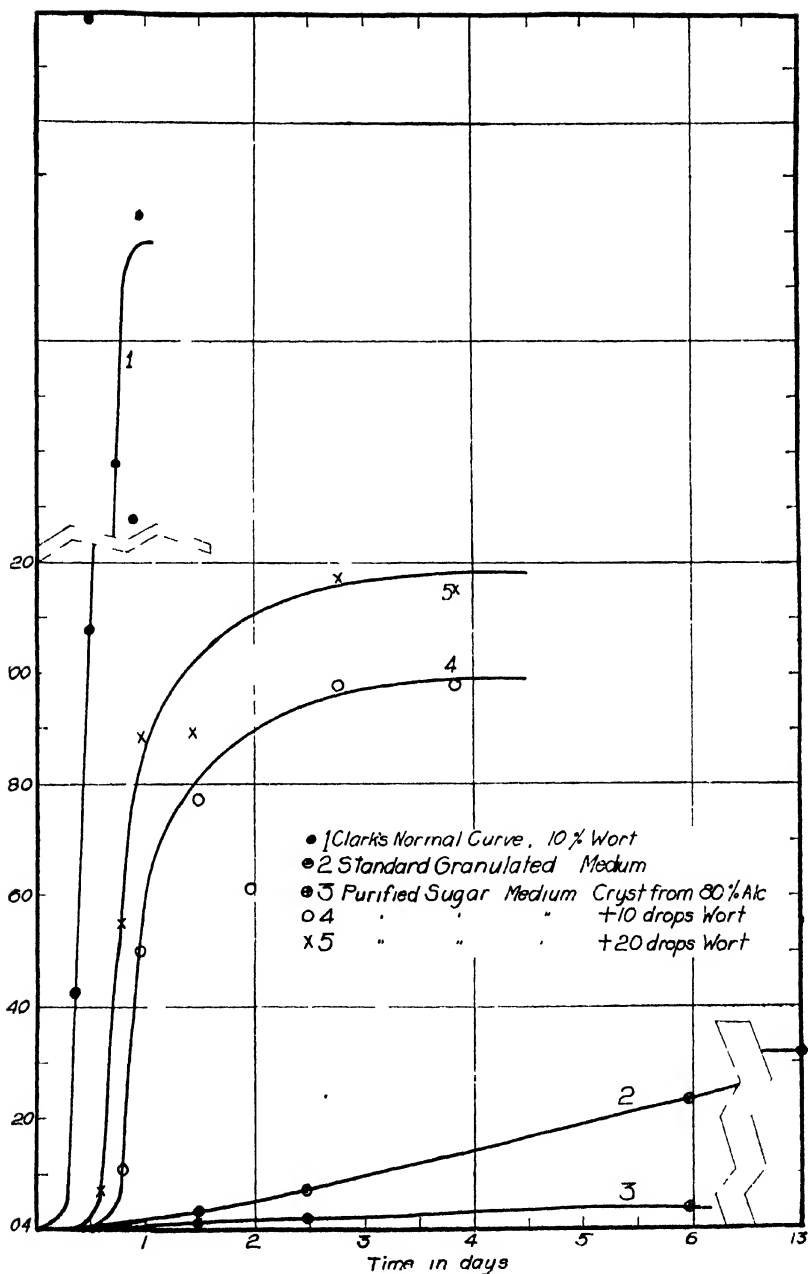 1
20
00
80
60
40
20
04
5
4
2
3
● 1 Clark's Normal Curve, 10% Wort
⊕ 2 Standard Granulated Medium
⊕ 3 Purified Sugar Medium Cryst from 80% Alc
○ 4 " " " +10 drops Wort
x 5 " " " +20 drops Wort
1 2 3 4 5 6 13
Time in days